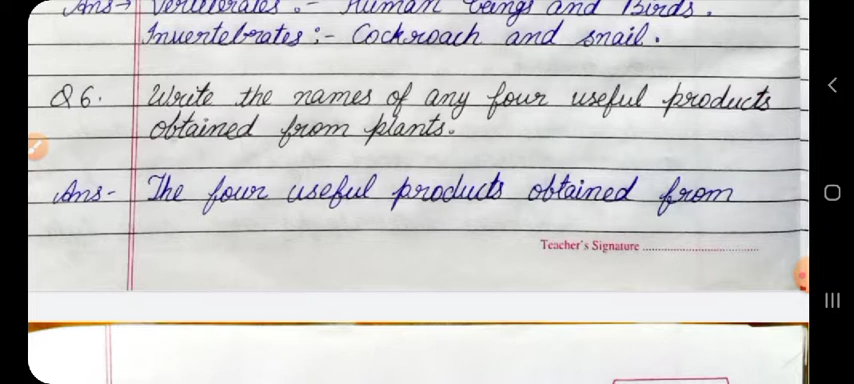 Ans → Vertebrates :- Human beings and Birds.
Invertebrates :- Cockroach and snail.
Q6. Write the names of any four useful products
obtained from plants.
Ans- The four useful products obtained from
Teacher's Signature ........................